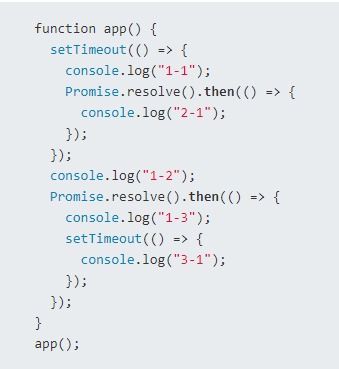 function app() {
  setTimeout(() => {
    console.log("1-1");
    Promise.resolve().then(() => {
      console.log("2-1");
    });
  });
  console.log("1-2");
  Promise.resolve().then(() => {
    console.log("1-3");
    setTimeout(() => {
      console.log("3-1");
    });
  });
}
app();